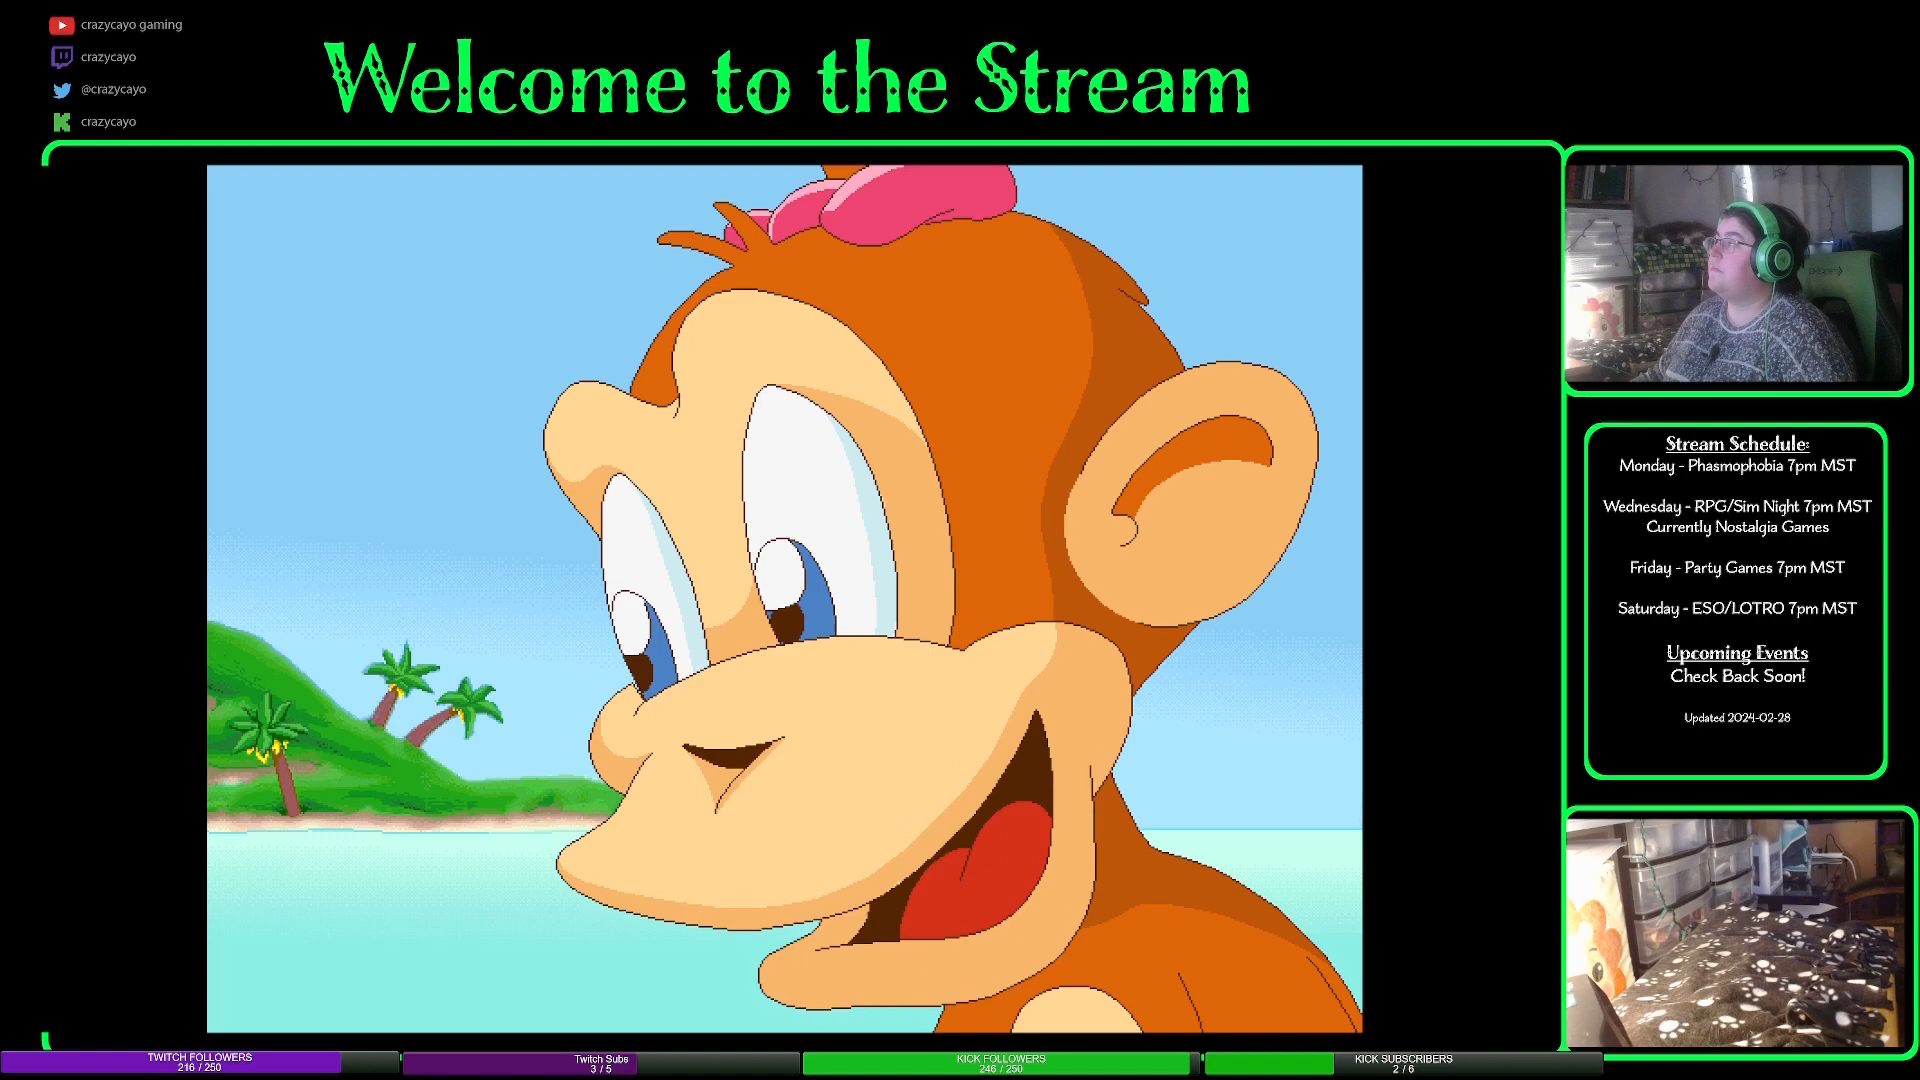 crazycayo gaming
crazycayo
@crazycayo
crazycayo
Welcome to the Stream
Stream Schedule:
Monday - Phasmophobia 7pm MST
Wednesday - RPG/Sim Night 7pm MST
Currently Nostalgia Games
Friday - Party Games 7pm MST
Saturday - ESO/LOTRO 7pm MST
Upcoming Events
Check Back Soon!
Updated 2024-02-28
TWITCH FOLLOWERS
216 / 250
Twitch Subs
3 / 5
KICK FOLLOWERS
246 / 250
KICK SUBSCRIBERS
2 / 6